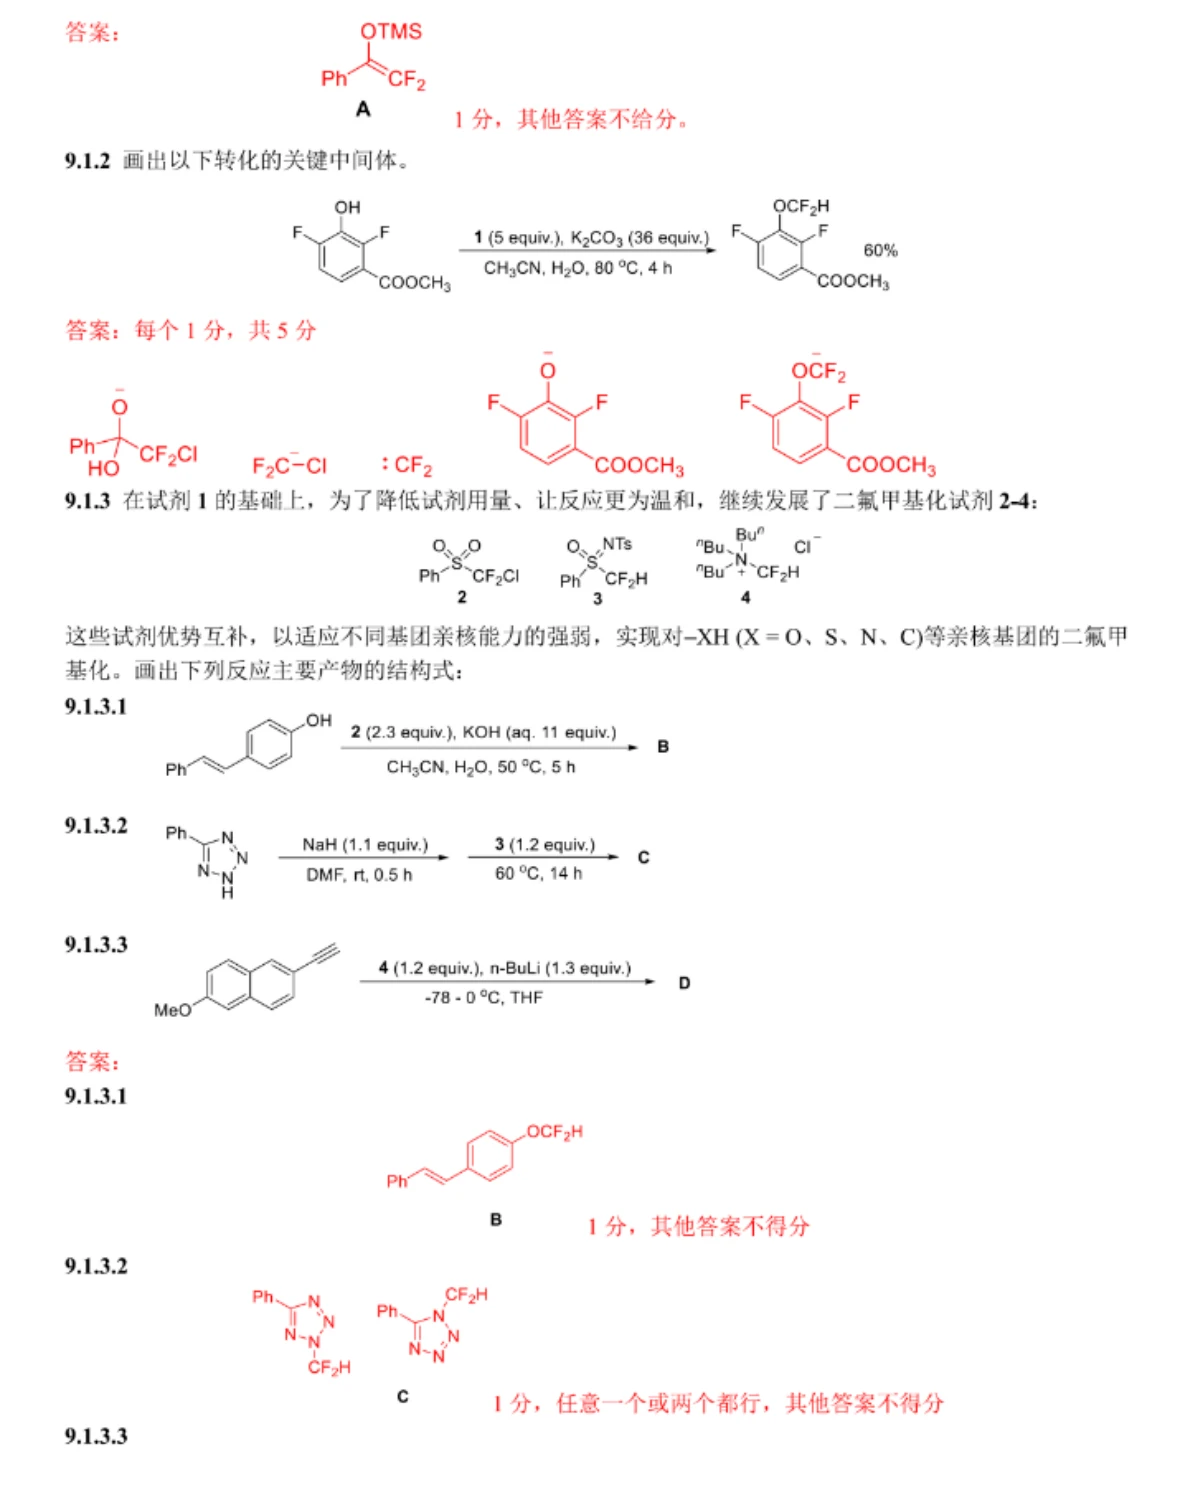 答案：
OTMS
Ph
CF₂
A
1 分，其他答案不给分。
9.1.2 画出以下转化的关键中间体。
OH
F
F
COOCH₃
1 (5 equiv.), K₂CO₃ (36 equiv.)
CH₃CN, H₂O, 80 ºC, 4 h
OCF₂H
F
F
COOCH₃
60%
答案：每个 1 分，共 5 分
−
O
Ph
CF₂Cl
HO
−
F₂C−Cl
:CF₂
−
O
F
F
COOCH₃
−
OCF₂
F
F
COOCH₃
9.1.3 在试剂 1 的基础上，为了降低试剂用量、让反应更为温和，继续发展了二氟甲基化试剂 2-4：
O O
S
Ph CF₂Cl
2
O NTs
S
Ph CF₂H
3
ⁿBu Buⁿ Cl⁻
N
ⁿBu + CF₂H
4
这些试剂优势互补，以适应不同基团亲核能力的强弱，实现对–XH (X = O、S、N、C)等亲核基团的二氟甲
基化。画出下列反应主要产物的结构式：
9.1.3.1
OH
Ph
2 (2.3 equiv.), KOH (aq. 11 equiv.)
CH₃CN, H₂O, 50 ºC, 5 h
B
9.1.3.2
Ph
N
N
N
N
H
NaH (1.1 equiv.)
DMF, rt, 0.5 h
3 (1.2 equiv.)
60 ºC, 14 h
C
9.1.3.3
MeO
4 (1.2 equiv.), n-BuLi (1.3 equiv.)
-78 - 0 ºC, THF
D
答案：
9.1.3.1
OCF₂H
Ph
B
1 分，其他答案不得分
9.1.3.2
Ph
N
N
N
N
CF₂H
CF₂H
Ph
N
N
N
N
C
1 分，任意一个或两个都行，其他答案不得分
9.1.3.3